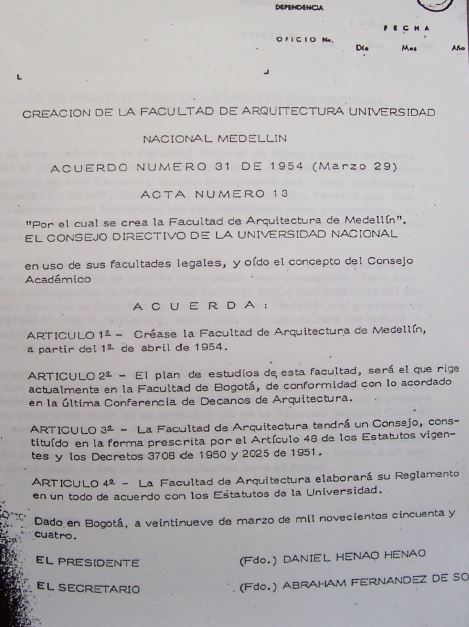 DEPENDENCIA
FECHA
OFICIO No.
Día Mes Año
CREACION DE LA FACULTAD DE ARQUITECTURA UNIVERSIDAD
NACIONAL MEDELLIN
ACUERDO NUMERO 31 DE 1954 (Marzo 29)
ACTA NUMERO 13
"Por el cual se crea la Facultad de Arquitectura de Medellín".
EL CONSEJO DIRECTIVO DE LA UNIVERSIDAD NACIONAL
en uso de sus facultades legales, y oído el concepto del Consejo
Académico
A C U E R D A :
ARTICULO 1º - Créase la Facultad de Arquitectura de Medellín,
a partir del 1º de abril de 1954.
ARTICULO 2º - El plan de estudios de esta facultad, será el que rige
actualmente en la Facultad de Bogotá, de conformidad con lo acordado
en la última Conferencia de Decanos de Arquitectura.
ARTICULO 3º - La Facultad de Arquitectura tendrá un Consejo, cons-
tituído en la forma prescrita por el Artículo 48 de los Estatutos vigen-
tes y los Decretos 3708 de 1950 y 2025 de 1951.
ARTICULO 4º - La Facultad de Arquitectura elaborará su Reglamento
en un todo de acuerdo con los Estatutos de la Universidad.
Dado en Bogotá, a veintinueve de marzo de mil novecientos cincuenta y
cuatro.
EL PRESIDENTE (Fdo.) DANIEL HENAO HENAO
EL SECRETARIO (Fdo.) ABRAHAM FERNANDEZ DE SO